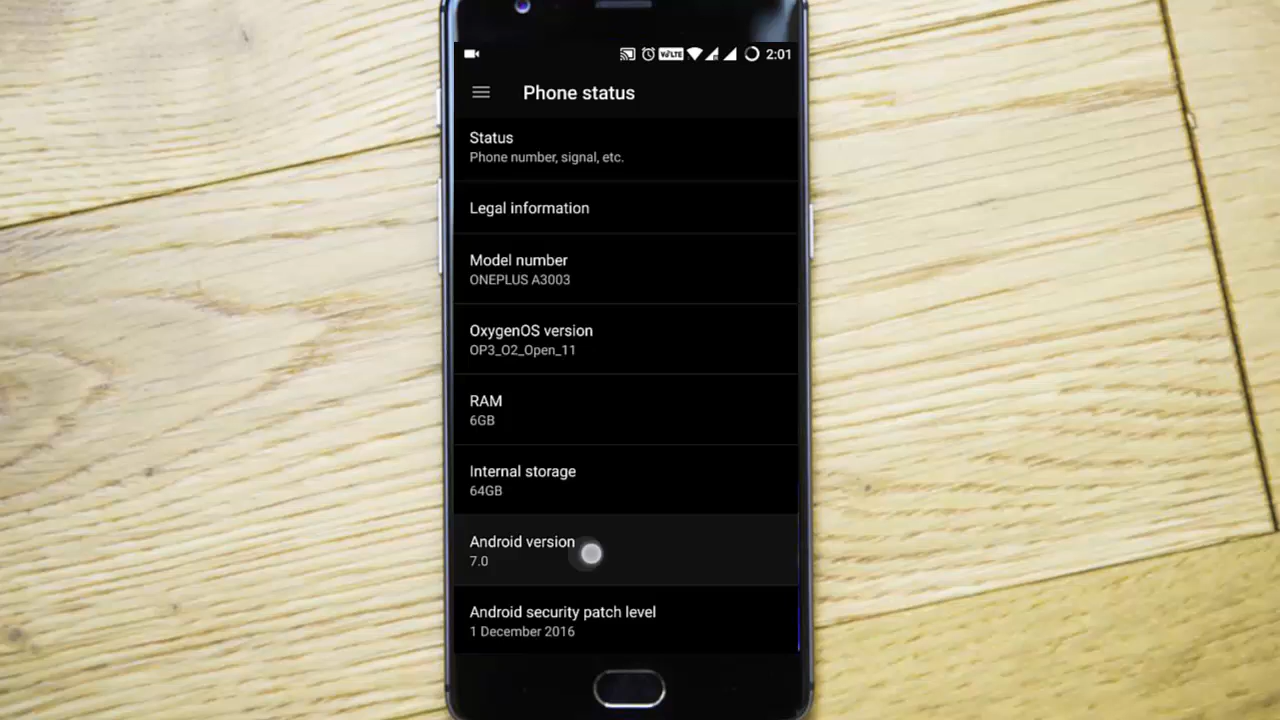 VoLTE 2:01
Phone status
Status
Phone number, signal, etc.
Legal information
Model number
ONEPLUS A3003
OxygenOS version
OP3_O2_Open_11
RAM
6GB
Internal storage
64GB
Android version
7.0
Android security patch level
1 December 2016